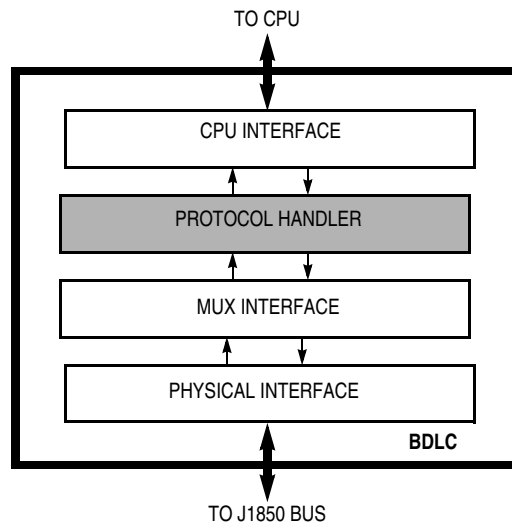 TO CPU
CPU INTERFACE
PROTOCOL HANDLER
MUX INTERFACE
PHYSICAL INTERFACE
BDLC
TO J1850 BUS